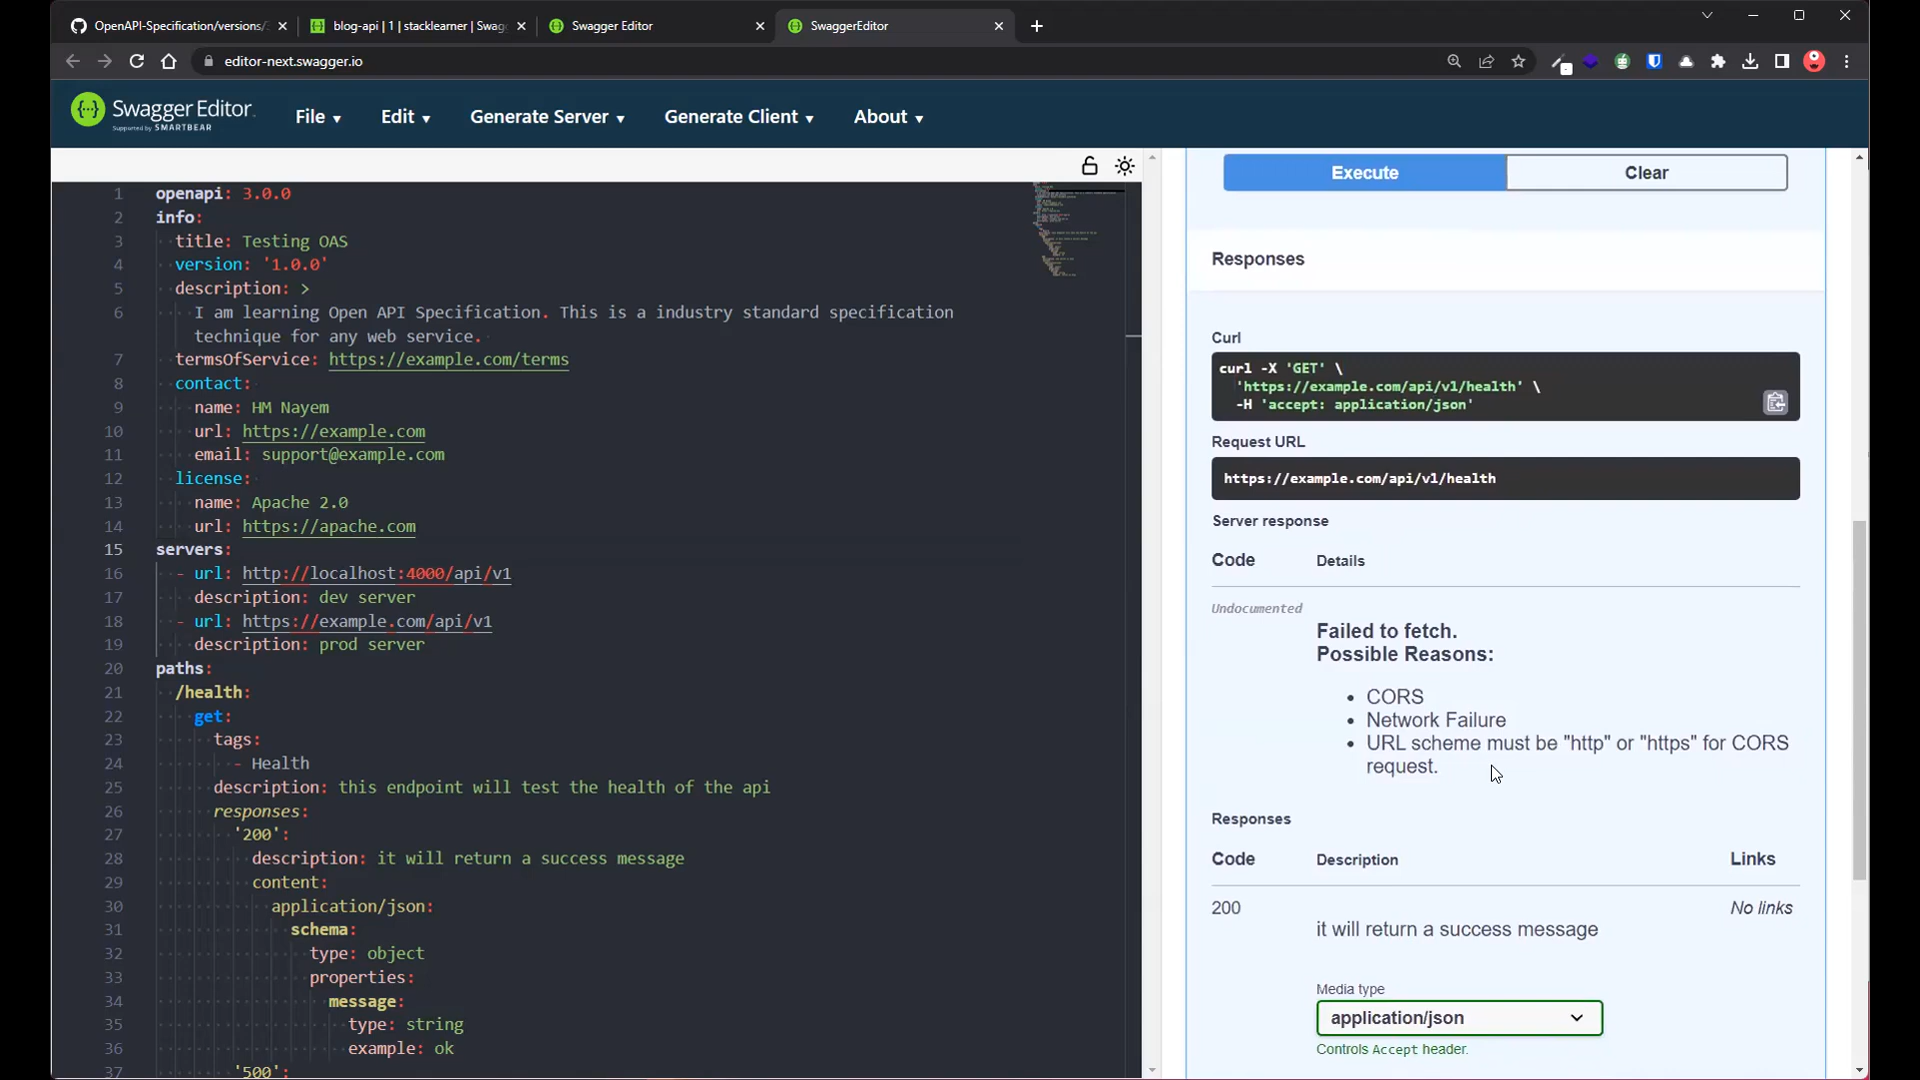 OpenAPI-Specification/versions/3
blog-api | 1 | stacklearner | Swag
Swagger Editor
SwaggerEditor
editor-next.swagger.io
Swagger Editor
Supported by SMARTBEAR
File
Edit
Generate Server
Generate Client
About
1 openapi: 3.0.0
2 info:
3 title: Testing OAS
4 version: '1.0.0'
5 description: >
6 I am learning Open API Specification. This is a industry standard specification
technique for any web service.
7 termsOfService: https://example.com/terms
8 contact:
9 name: HM Nayem
10 url: https://example.com
11 email: support@example.com
12 license:
13 name: Apache 2.0
14 url: https://apache.com
15 servers:
16 - url: http://localhost:4000/api/v1
17 description: dev server
18 - url: https://example.com/api/v1
19 description: prod server
20 paths:
21 /health:
22 get:
23 tags:
24 - Health
25 description: this endpoint will test the health of the api
26 responses:
27 '200':
28 description: it will return a success message
29 content:
30 application/json:
31 schema:
32 type: object
33 properties:
34 message:
35 type: string
36 example: ok
37 '500':
Execute
Clear
Responses
Curl
curl -X 'GET' \
'https://example.com/api/v1/health' \
-H 'accept: application/json'
Request URL
https://example.com/api/v1/health
Server response
Code Details
Undocumented
Failed to fetch.
Possible Reasons:
• CORS
• Network Failure
• URL scheme must be "http" or "https" for CORS
request.
Responses
Code Description Links
200 No links
it will return a success message
Media type
application/json
Controls Accept header.